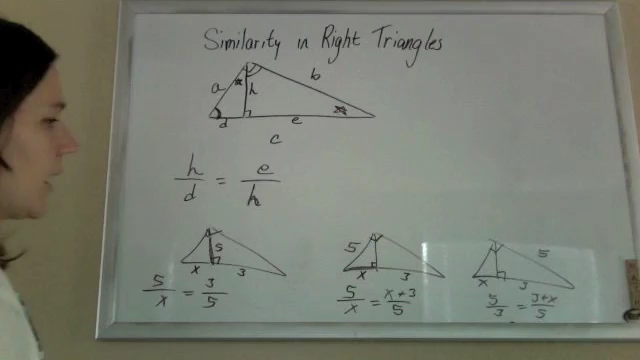 Similarity in Right Triangles
a h b
d e
c
h/d = e/h
5 x 3
5/x = 3/5
5 x 3
5/x = x+3/5
5 x 3
5/3 = 3+x/5